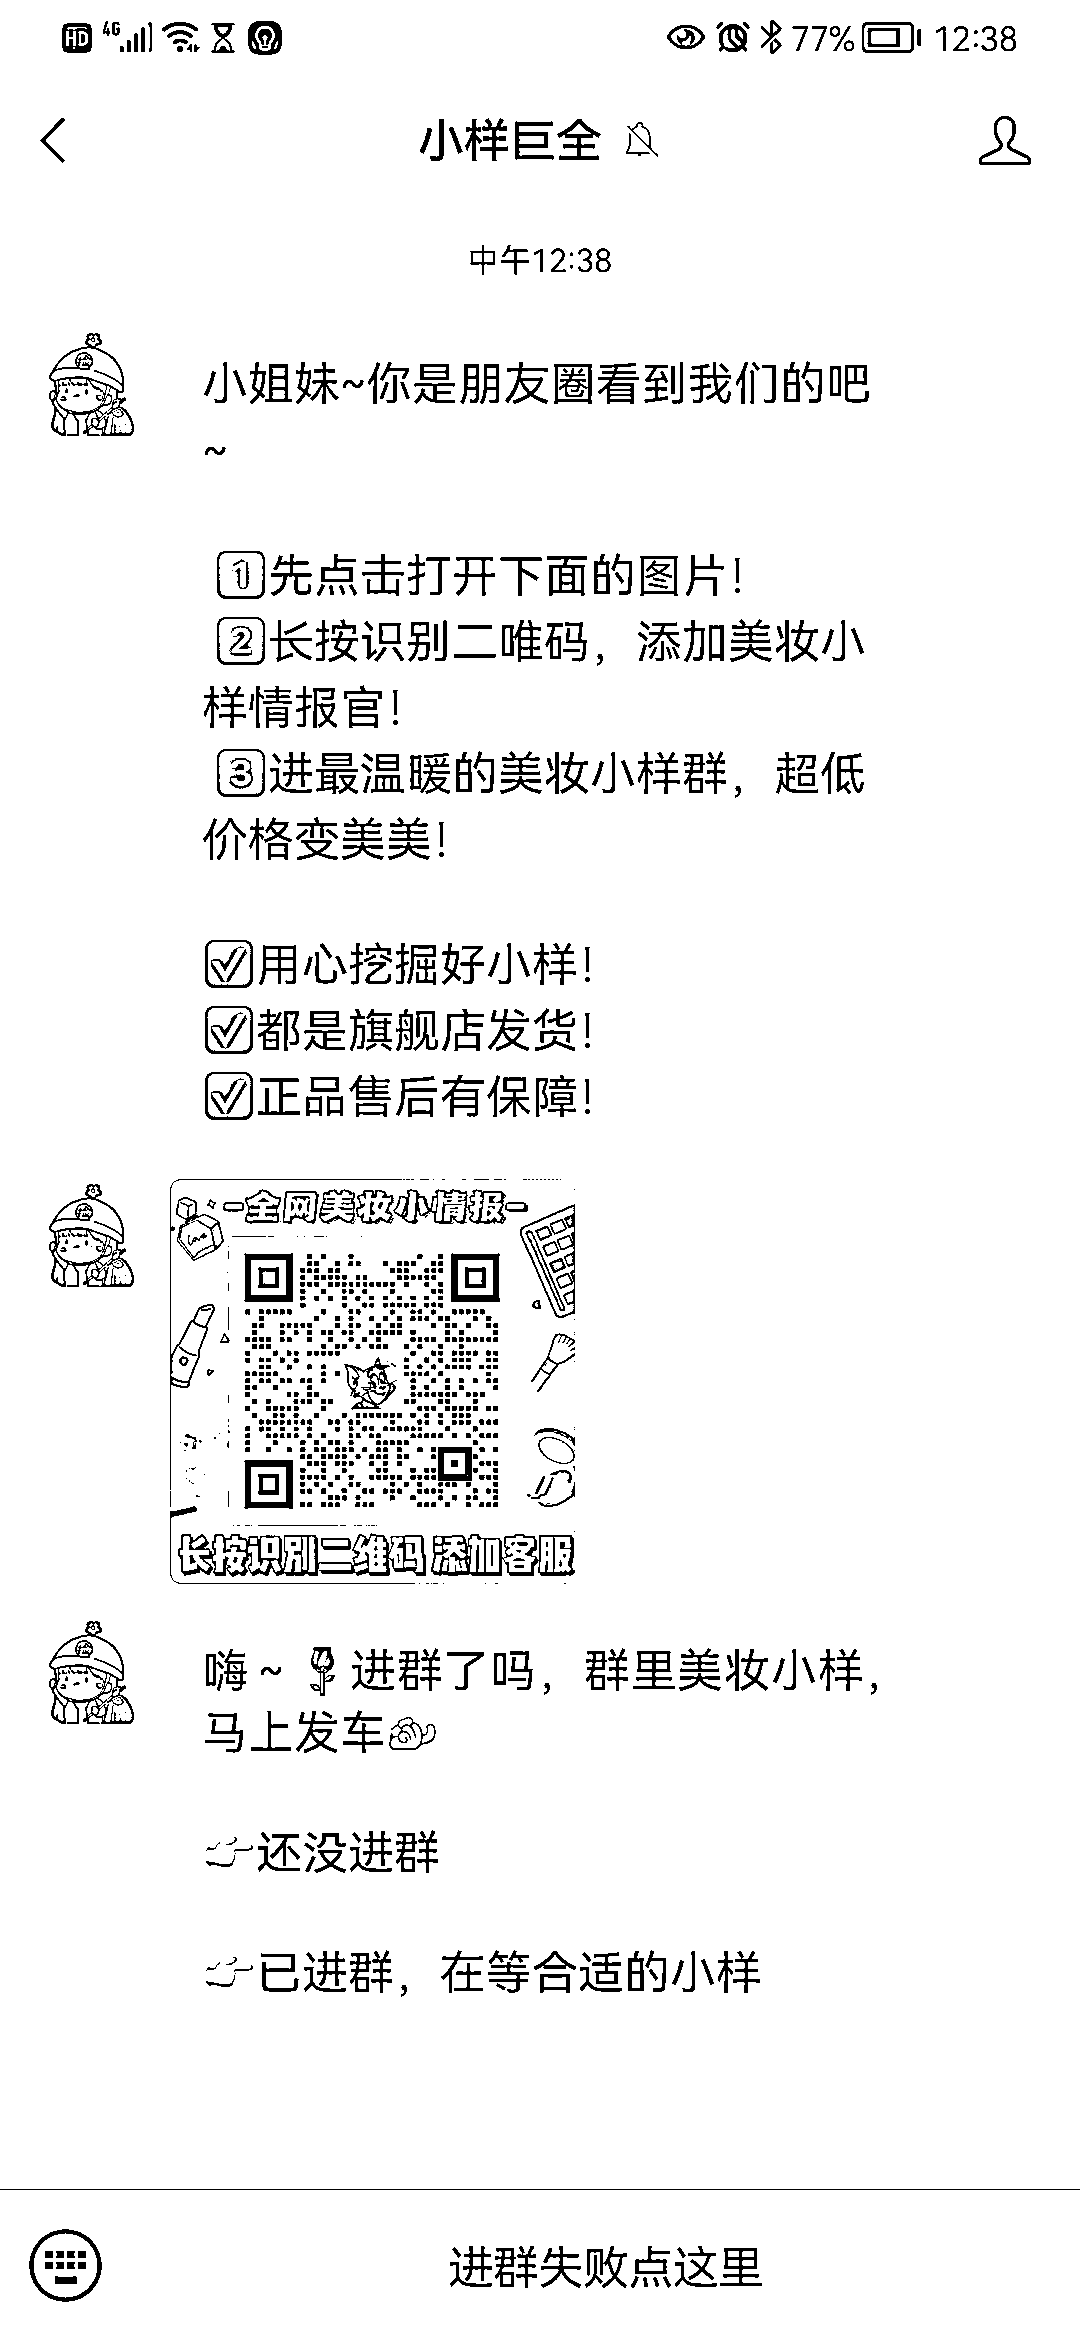 HD 4G 77% 12:38
小样巨全
中午12:38
小姐妹~你是朋友圈看到我们的吧
~
1先点击打开下面的图片!
2长按识别二唯码，添加美妆小
样情报官!
3进最温暖的美妆小样群，超低
价格变美美!
用心挖掘好小样!
都是旗舰店发货!
正品售后有保障!
-全网美妆小情报-
Love
长按识别二维码 添加客服
嗨~进群了吗，群里美妆小样，
马上发车
还没进群
已进群，在等合适的小样
进群失败点这里